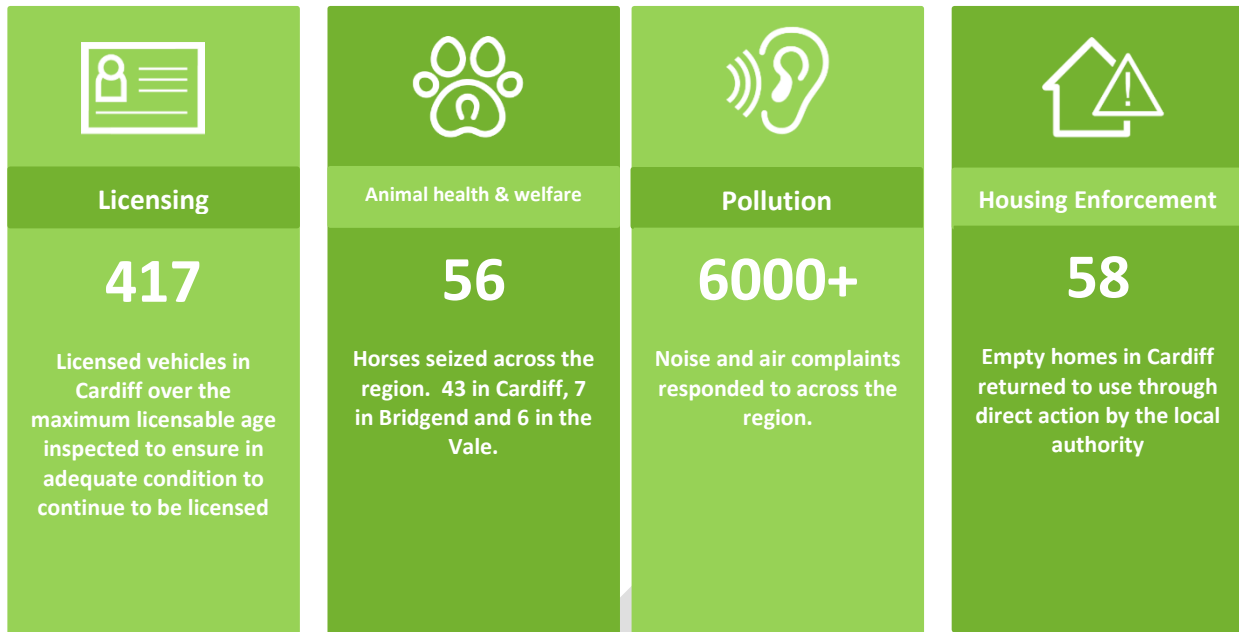 Licensing
417
Licensed vehicles in
Cardiff over the
maximum licensable age
inspected to ensure in
adequate condition to
continue to be licensed
Animal health & welfare
56
Horses seized across the
region.  43 in Cardiff, 7
in Bridgend and 6 in the
Vale.
Pollution
6000+
Noise and air complaints
responded to across the
region.
Housing Enforcement
58
Empty homes in Cardiff
returned to use through
direct action by the local
authority